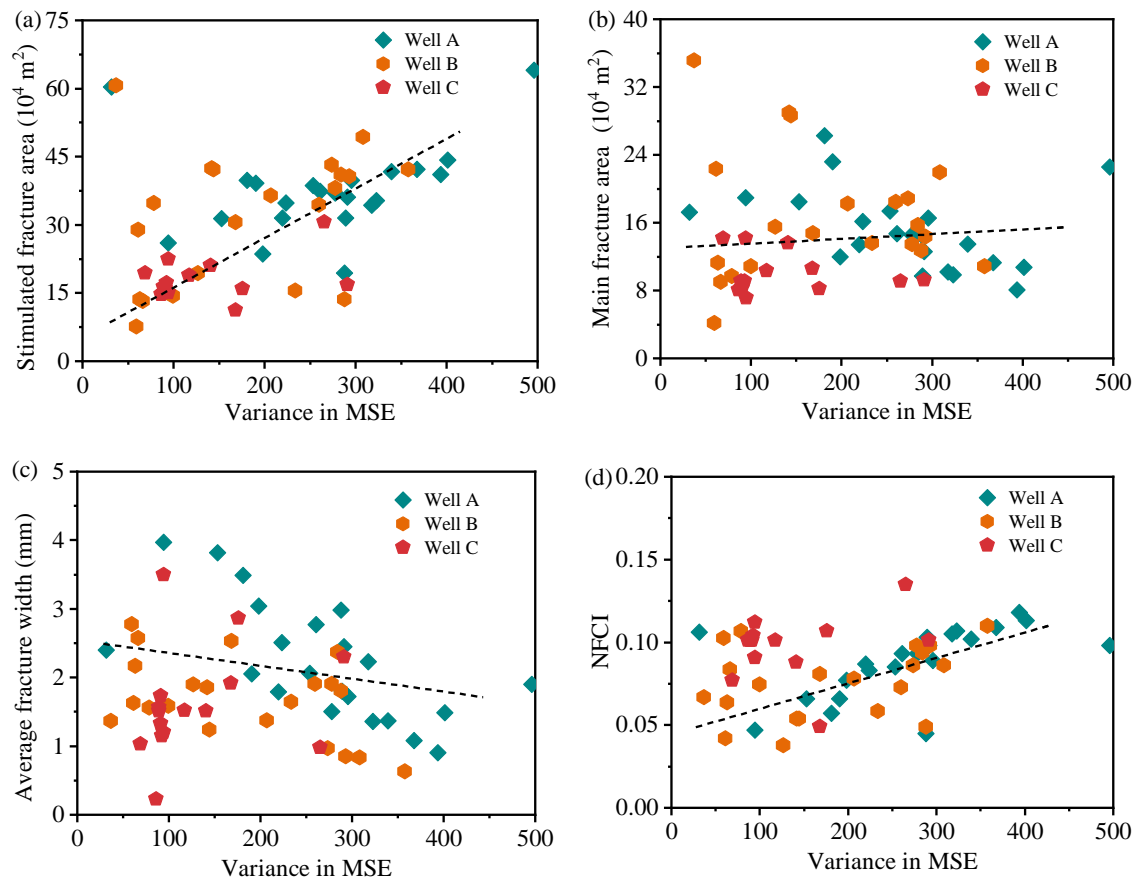 (a)
75
60
45
30
15
0
Stimulated fracture area (10⁴ m²)
Well A
Well B
Well C
0 100 200 300 400 500
Variance in MSE
(b)
40
32
24
16
8
0
Main fracture area (10⁴ m²)
Well A
Well B
Well C
0 100 200 300 400 500
Variance in MSE
(c)
5
4
3
2
1
0
Average fracture width (mm)
Well A
Well B
Well C
0 100 200 300 400 500
Variance in MSE
(d)
0.20
0.15
0.10
0.05
0.00
NFCI
Well A
Well B
Well C
0 100 200 300 400 500
Variance in MSE